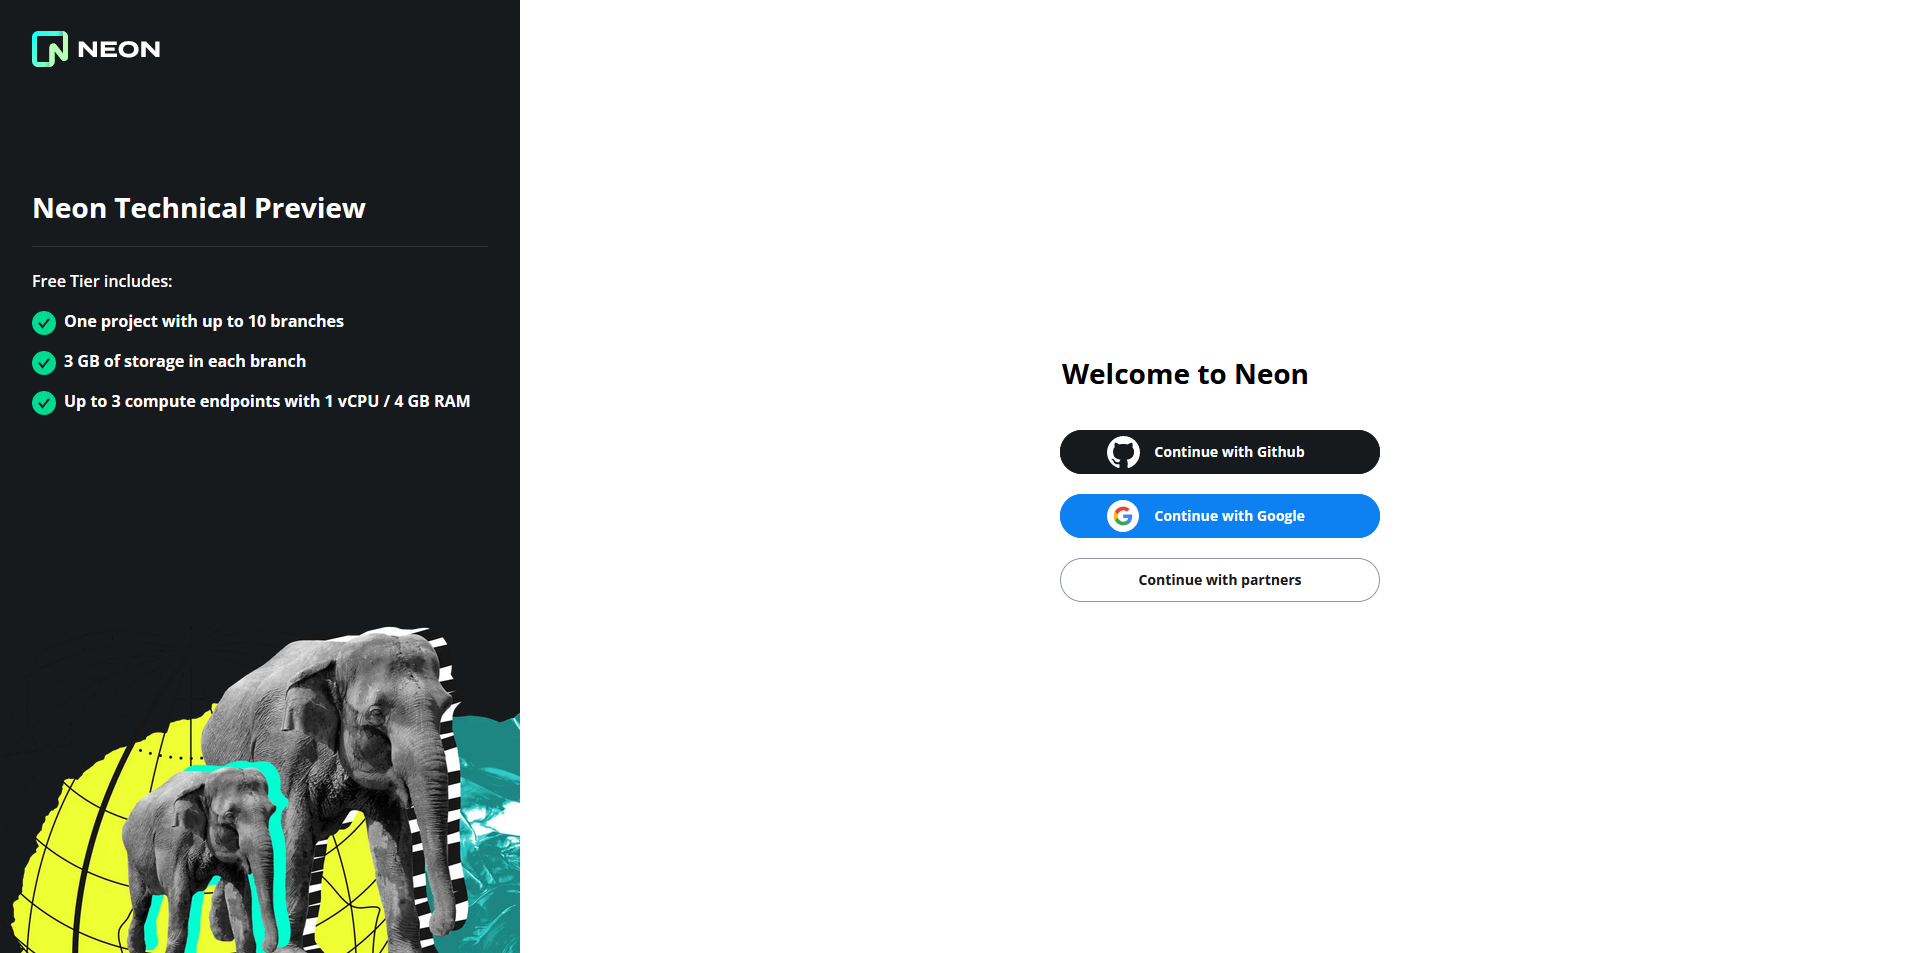 NEON
Neon Technical Preview
Free Tier includes:
One project with up to 10 branches
3 GB of storage in each branch
Up to 3 compute endpoints with 1 vCPU / 4 GB RAM
Welcome to Neon
Continue with Github
Continue with Google
Continue with partners